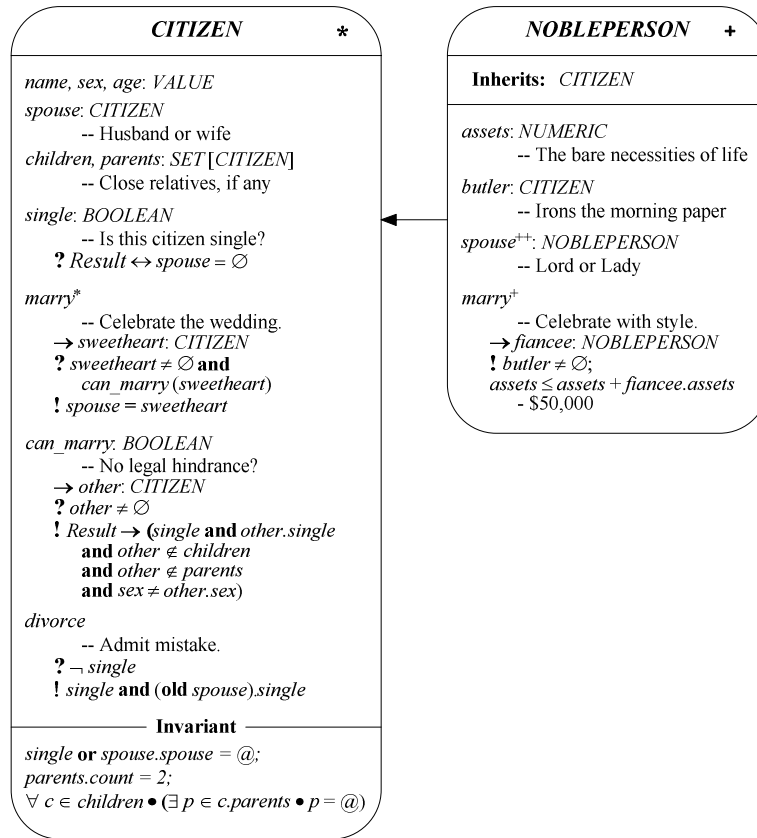 CITIZEN *
name, sex, age: VALUE
spouse: CITIZEN
-- Husband or wife
children, parents: SET [CITIZEN]
-- Close relatives, if any
single: BOOLEAN
-- Is this citizen single?
? Result ↔ spouse = ∅
marry*
-- Celebrate the wedding.
→ sweetheart: CITIZEN
? sweetheart ≠ ∅ and
can_marry (sweetheart)
! spouse = sweetheart
can_marry: BOOLEAN
-- No legal hindrance?
→ other: CITIZEN
? other ≠ ∅
! Result → (single and other.single
and other ∉ children
and other ∉ parents
and sex ≠ other.sex)
divorce
-- Admit mistake.
? ¬ single
! single and (old spouse).single
Invariant
single or spouse.spouse = @;
parents.count = 2;
∀ c ∈ children • (∃ p ∈ c.parents • p = @)
NOBLEPERSON +
Inherits: CITIZEN
assets: NUMERIC
-- The bare necessities of life
butler: CITIZEN
-- Irons the morning paper
spouse++: NOBLEPERSON
-- Lord or Lady
marry+
-- Celebrate with style.
→ fiancee: NOBLEPERSON
! butler ≠ ∅;
assets ≤ assets + fiancee.assets
- $50,000